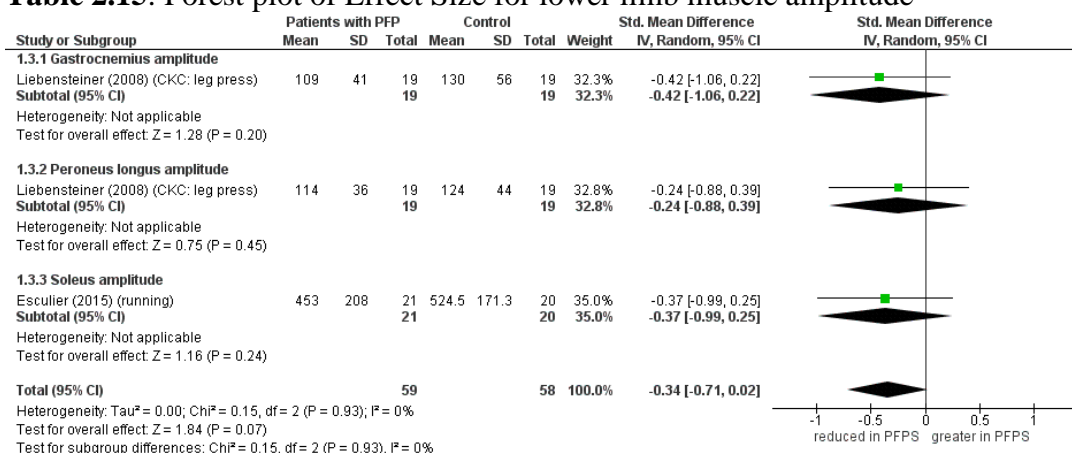 Table 2.15: Forest plot of Effect Size for lower limb muscle amplitude
Patients with PFP Control Std. Mean Difference Std. Mean Difference
Study or Subgroup Mean SD Total Mean SD Total Weight IV, Random, 95% CI IV, Random, 95% CI
1.3.1 Gastrocnemius amplitude
Liebensteiner (2008) (CKC: leg press) 109 41 19 130 56 19 32.3% -0.42 [-1.06, 0.22]
Subtotal (95% CI) 19 19 32.3% -0.42 [-1.06, 0.22]
Heterogeneity: Not applicable
Test for overall effect: Z = 1.28 (P = 0.20)
1.3.2 Peroneus longus amplitude
Liebensteiner (2008) (CKC: leg press) 114 36 19 124 44 19 32.8% -0.24 [-0.88, 0.39]
Subtotal (95% CI) 19 19 32.8% -0.24 [-0.88, 0.39]
Heterogeneity: Not applicable
Test for overall effect: Z = 0.75 (P = 0.45)
1.3.3 Soleus amplitude
Esculier (2015) (running) 453 208 21 524.5 171.3 20 35.0% -0.37 [-0.99, 0.25]
Subtotal (95% CI) 21 20 35.0% -0.37 [-0.99, 0.25]
Heterogeneity: Not applicable
Test for overall effect: Z = 1.16 (P = 0.24)
Total (95% CI) 59 58 100.0% -0.34 [-0.71, 0.02]
Heterogeneity: Tau² = 0.00; Chi² = 0.15, df = 2 (P = 0.93); I² = 0%
Test for overall effect: Z = 1.84 (P = 0.07)
Test for subgroup differences: Chi² = 0.15, df = 2 (P = 0.93), I² = 0%
-1 -0.5 0 0.5 1
reduced in PFPS greater in PFPS